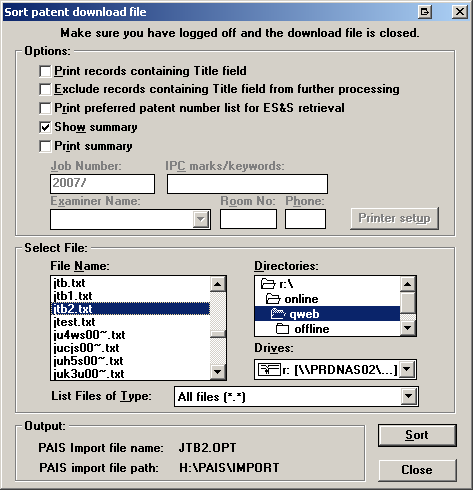 Sort patent download file
Make sure you have logged off and the download file is closed.
Options:
Print records containing Title field
Exclude records containing Title field from further processing
Print preferred patent number list for ES&S retrieval
Show summary
Print summary
Job Number: IPC marks/keywords:
2007/
Examiner Name: Room No: Phone:
Printer setup
Select File:
File Name: Directories:
jtb.txt
jtb1.txt
jtb2.txt
jtest.txt
ju4ws00~.txt
jucjs00~.txt
juh5s00~.txt
juk3u00~.txt
r:\
online
qweb
offline
Drives:
r: [\\PRDNAS02\...]
List Files of Type: All files (*.*)
Output:
PAIS Import file name: JTB2.OPT
PAIS import file path: H:\PAIS\IMPORT
Sort
Close